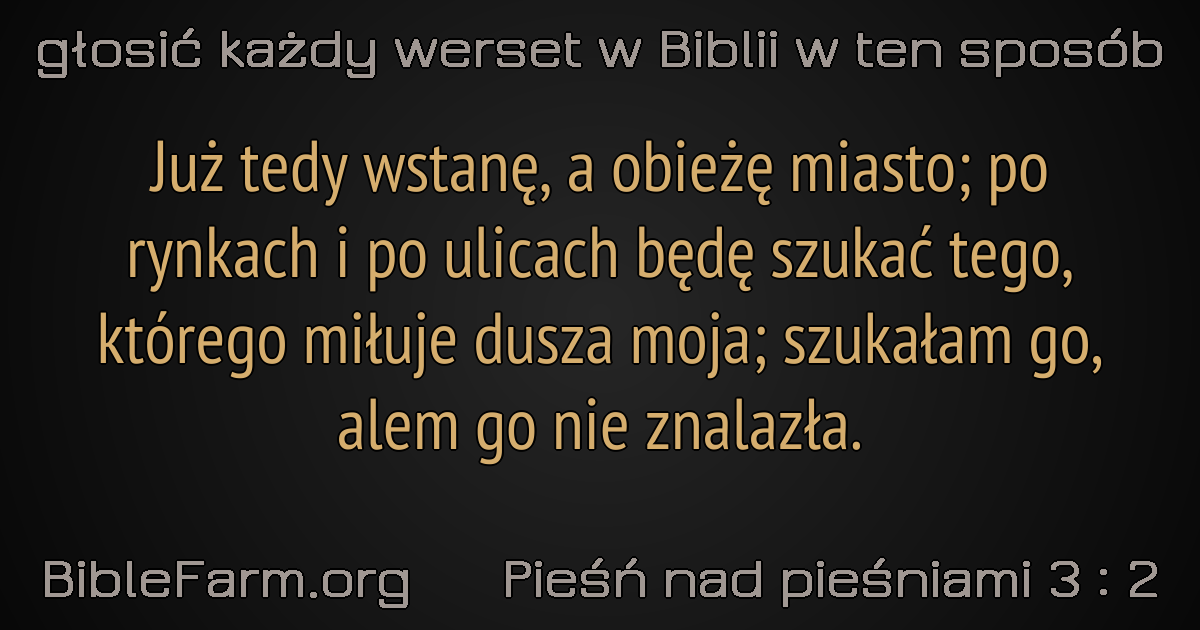 głosić każdy werset w Biblii w ten sposób
Już tedy wstanę, a obieżę miasto; po
rynkach i po ulicach będę szukać tego,
którego miłuje dusza moja; szukałam go,
alem go nie znalazła.
BibleFarm.org Pieśń nad pieśniami 3 : 2